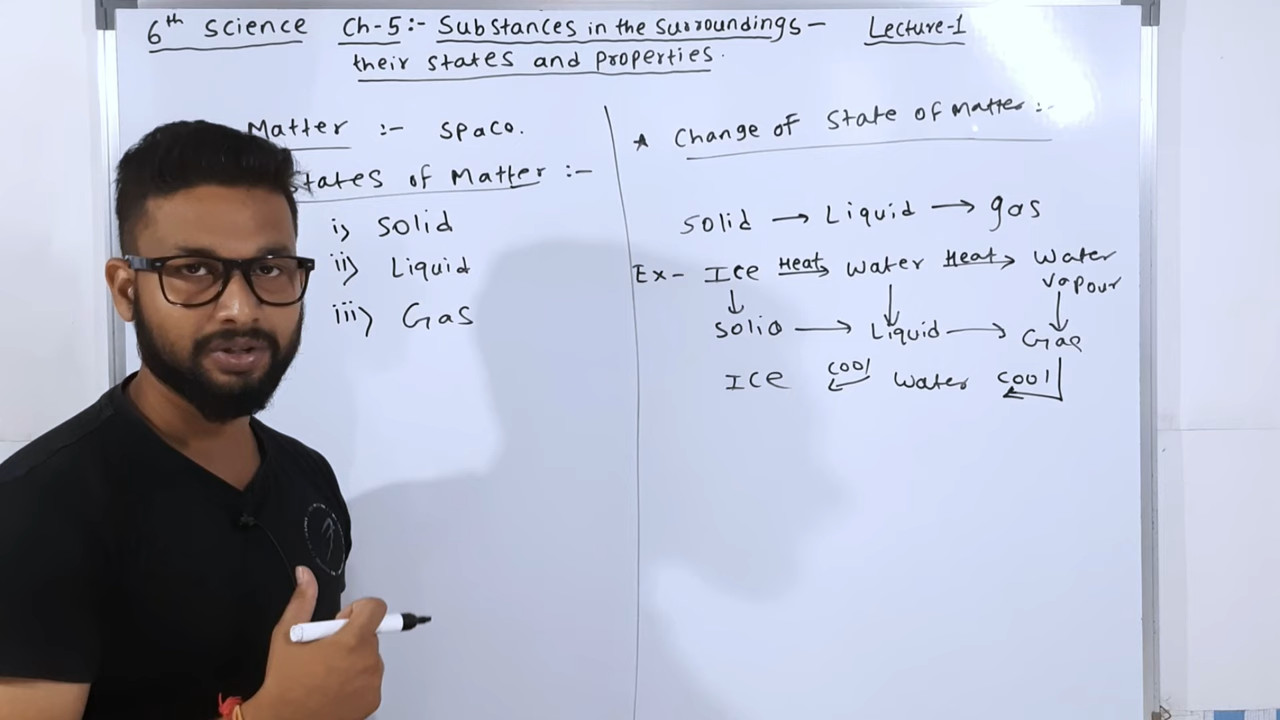 6th Science Ch-5:- Substances in the Surroundings- Lecture-1
their states and Properties.
Matter :- Space.
States of Matter :-
i) Solid
ii) Liquid
iii) Gas
* Change of State of Matter :-
Solid → Liquid → gas
Ex- Ice Heat→ Water Heat→ Water vapour
↓ ↓ ↓
Solid → Liquid → Gas
Ice cool← Water cool←